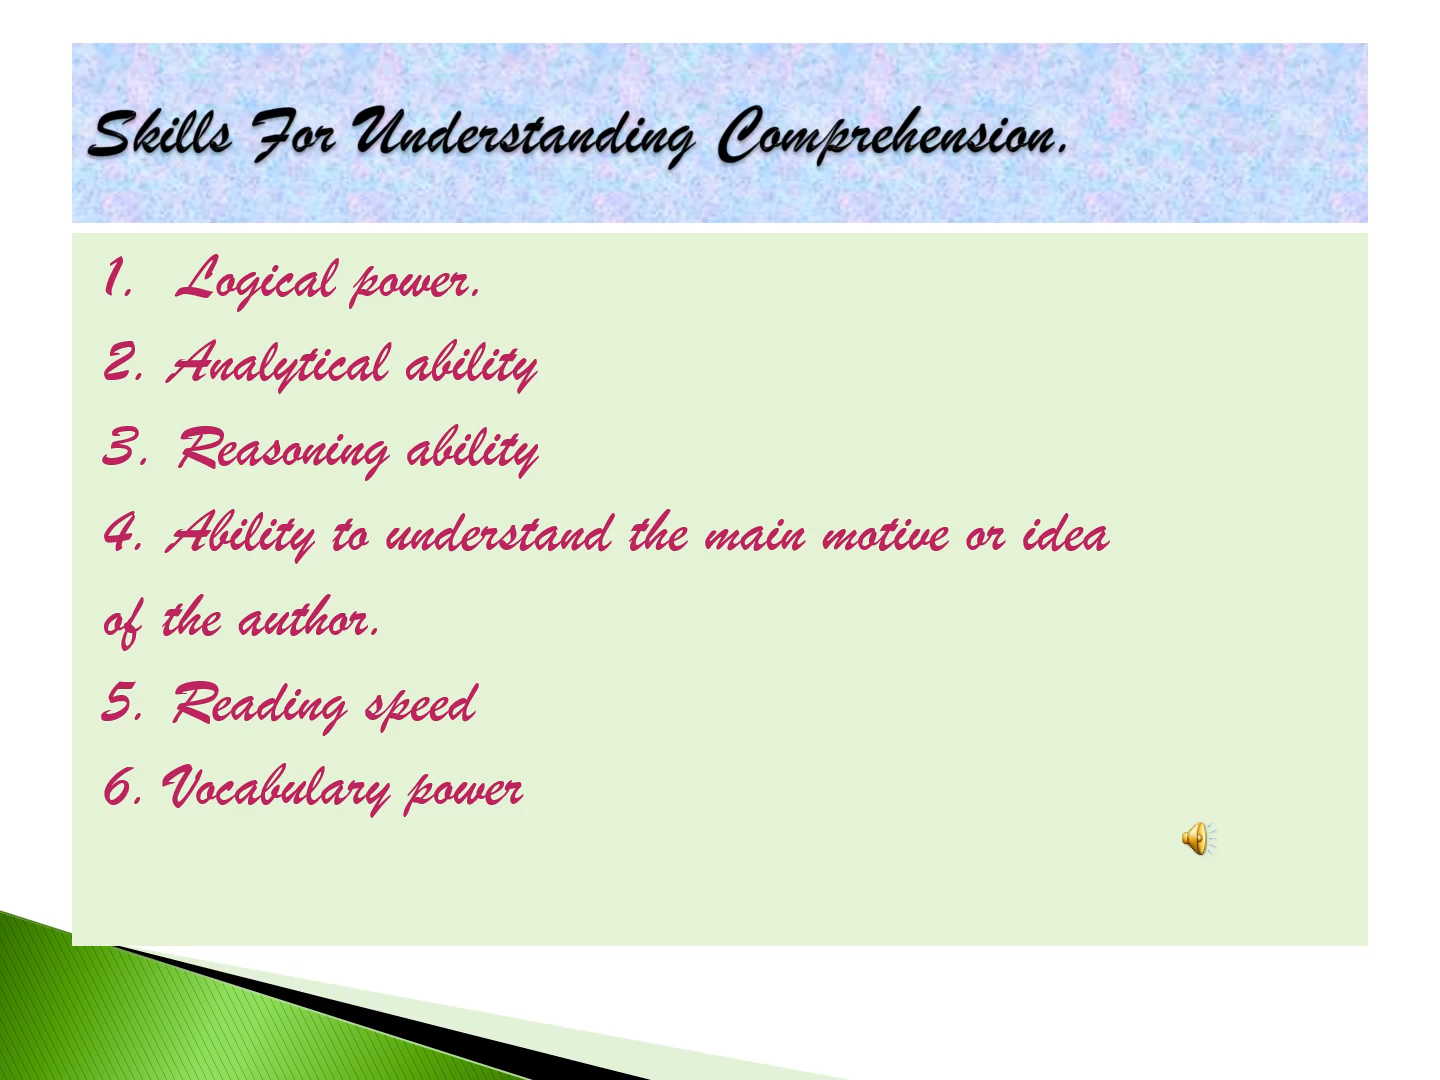 Skills For Understanding Comprehension.
1. Logical power.
2. Analytical ability
3. Reasoning ability
4. Ability to understand the main motive or idea
of the author.
5. Reading speed
6. Vocabulary power